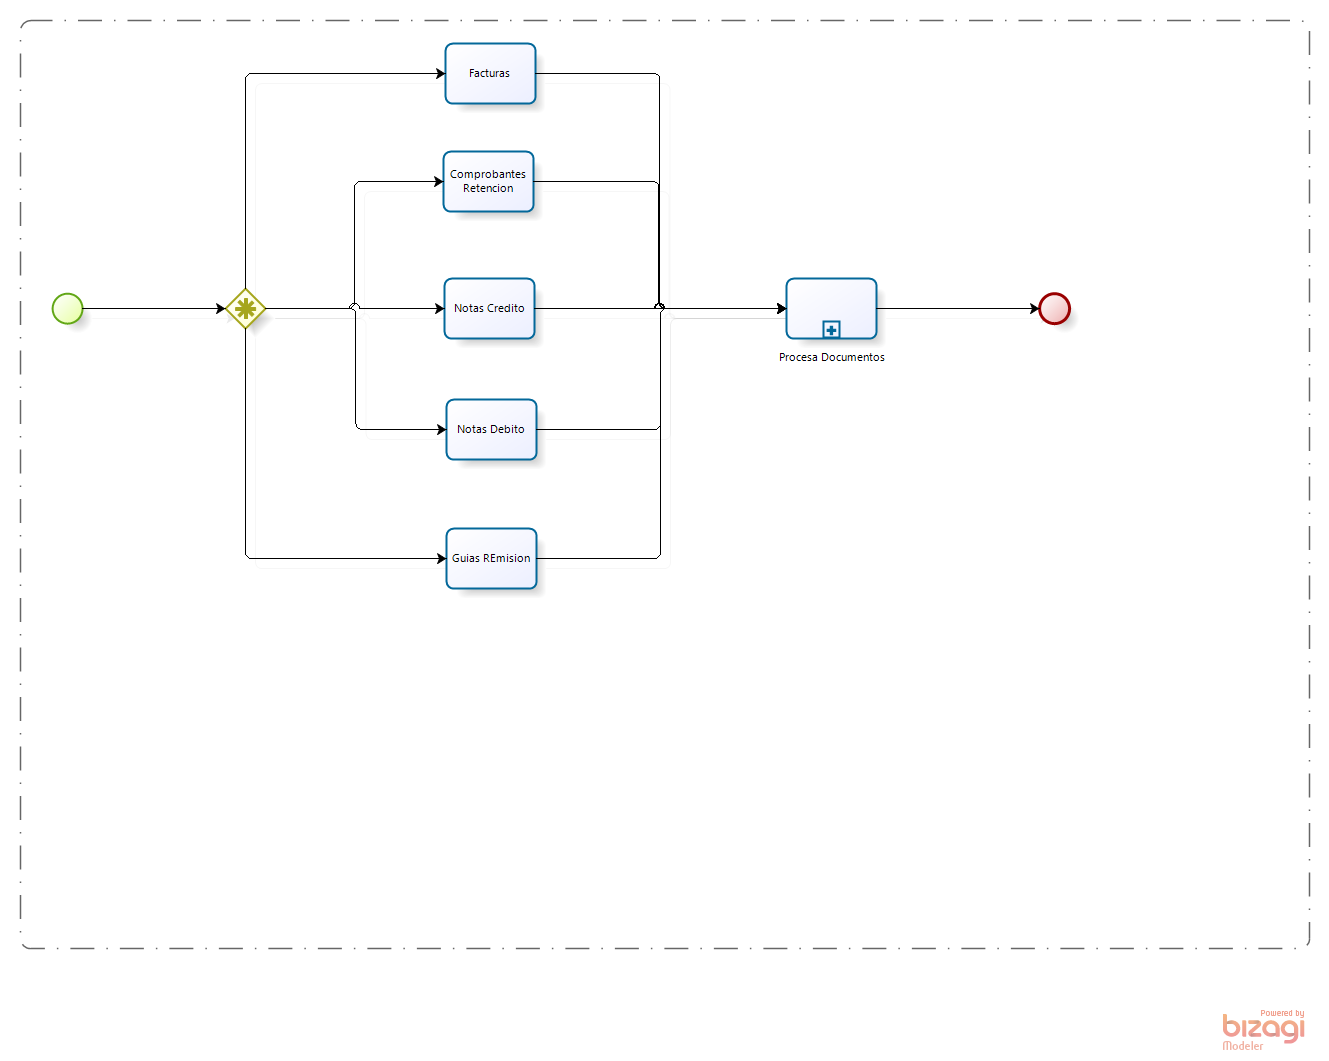 Facturas
Comprobantes
Retencion
Notas Credito
Procesa Documentos
Notas Debito
Guias REmision
Powered by
bizagi
Modeler